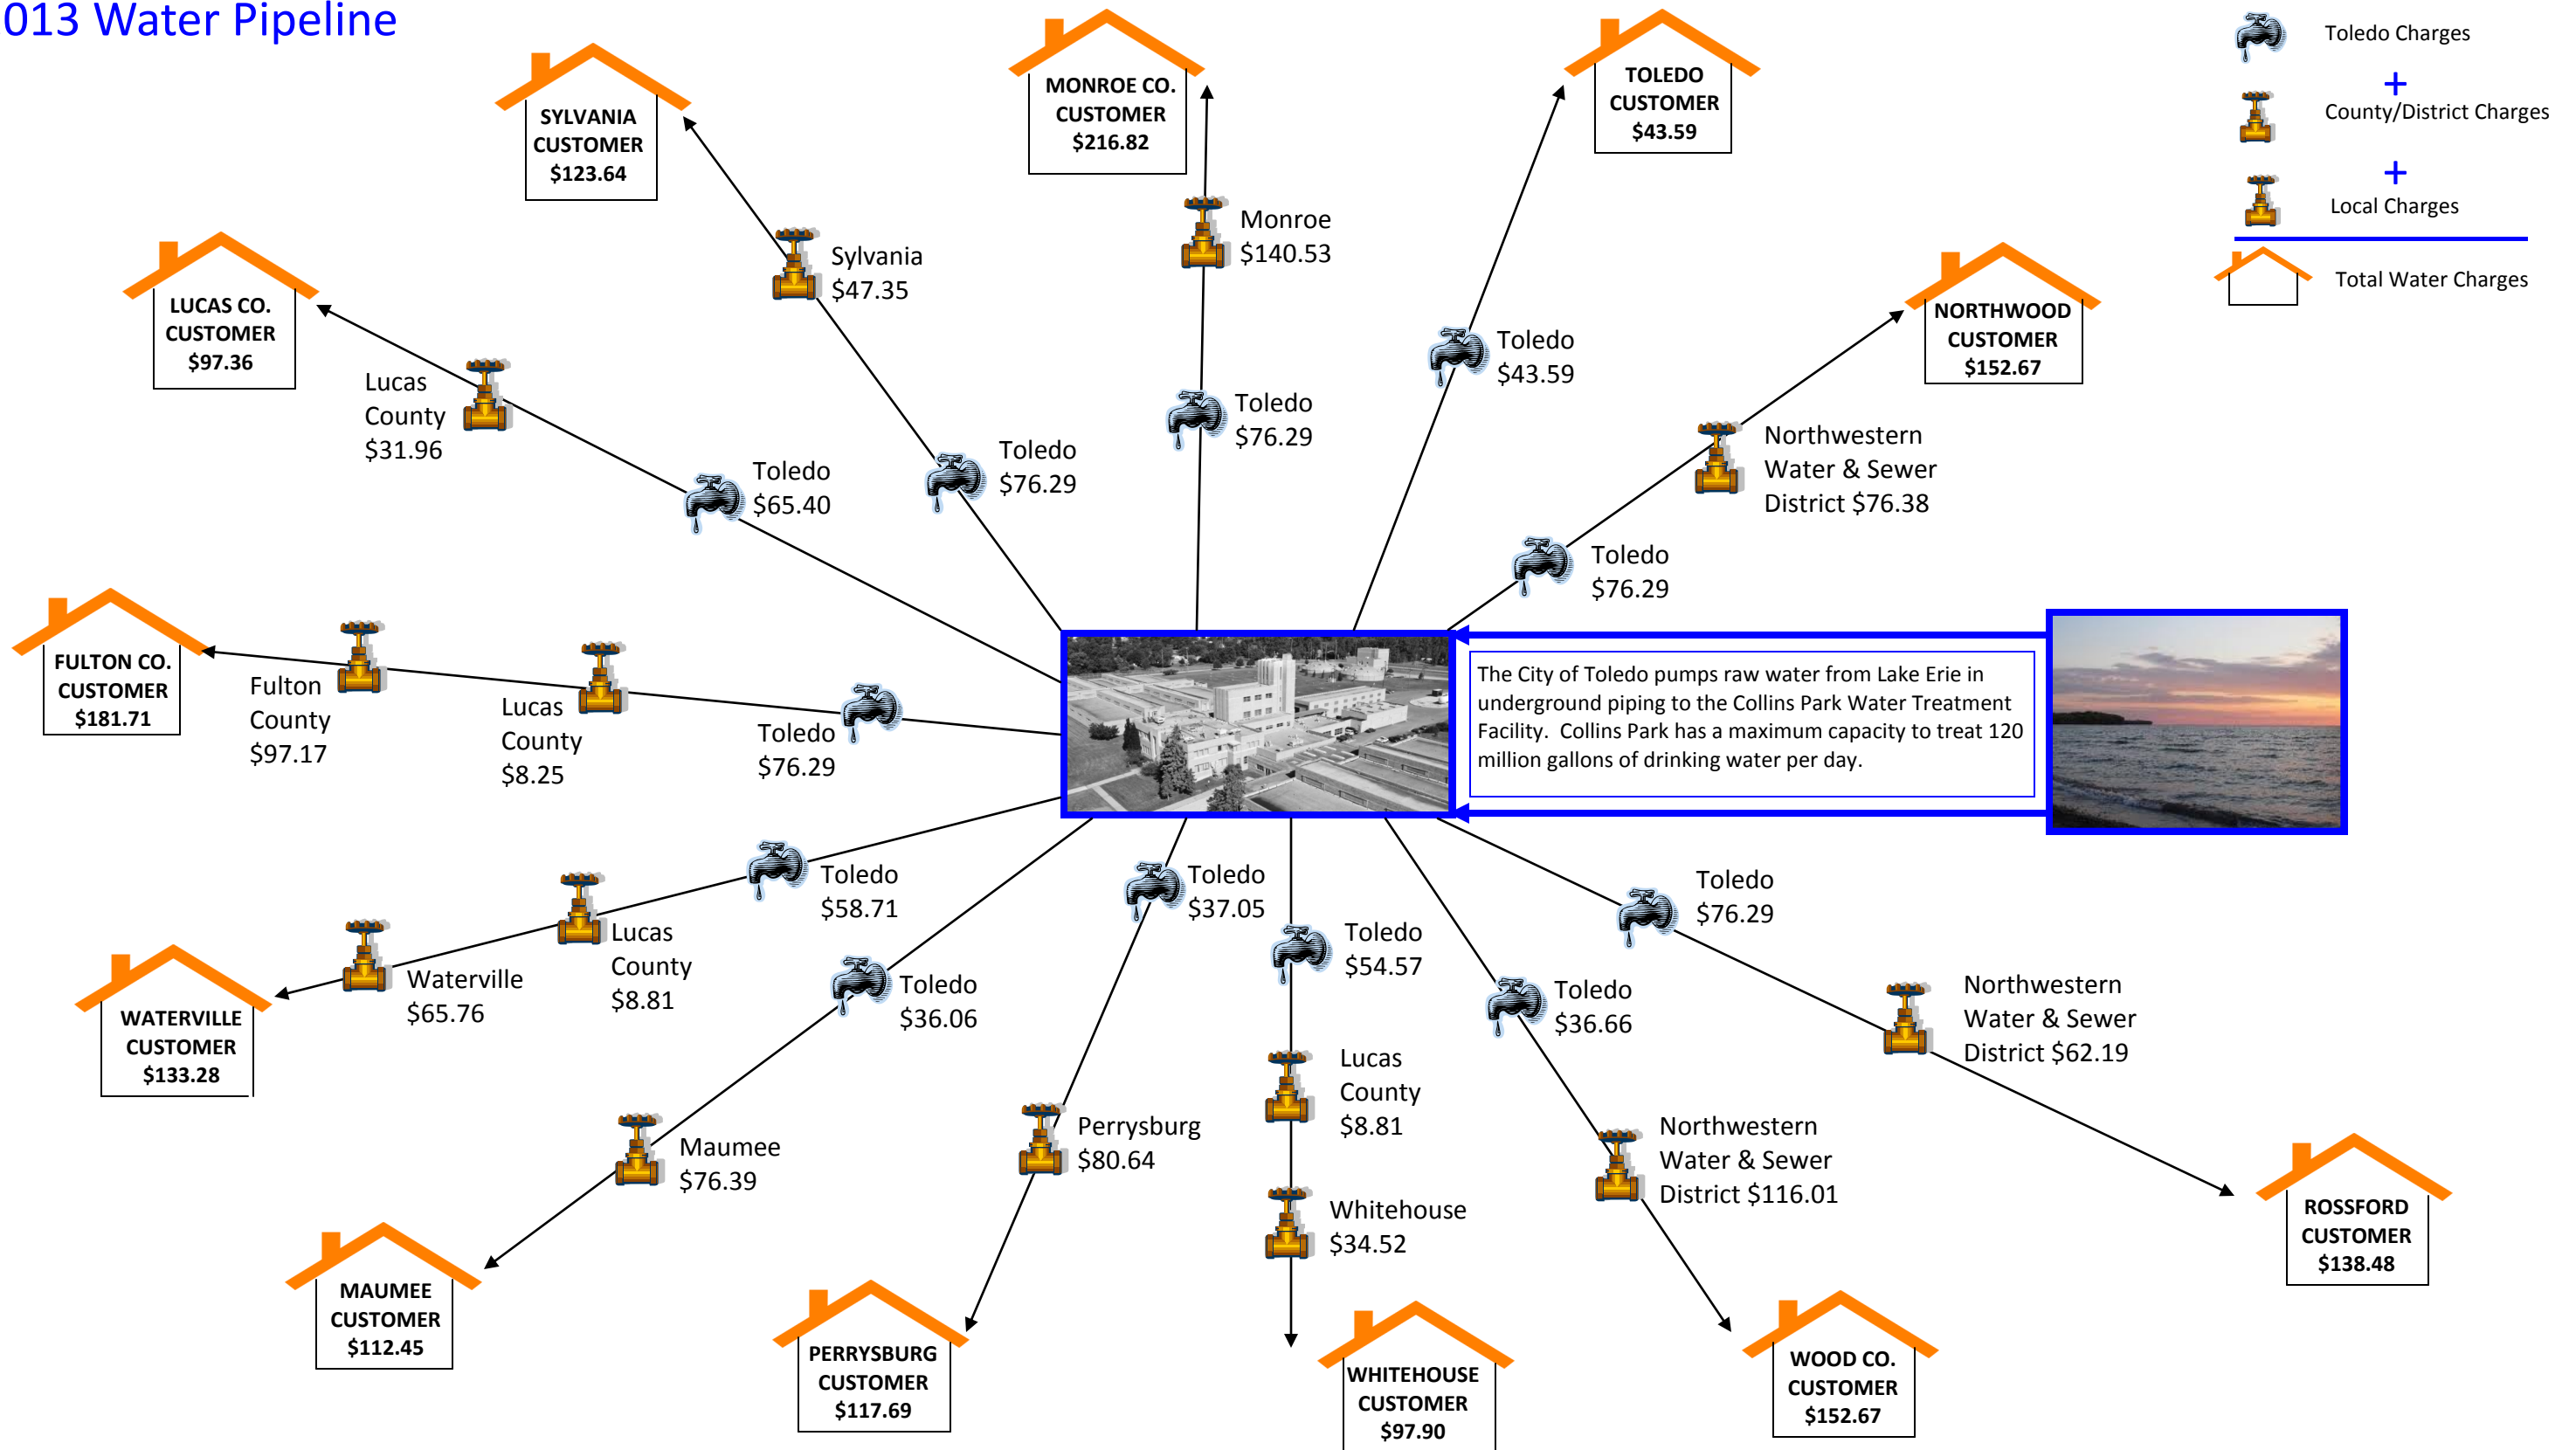 013 Water Pipeline
Toledo Charges
+
County/District Charges
+
Local Charges
Total Water Charges
SYLVANIA
CUSTOMER
$123.64
MONROE CO.
CUSTOMER
$216.82
TOLEDO
CUSTOMER
$43.59
LUCAS CO.
CUSTOMER
$97.36
NORTHWOOD
CUSTOMER
$152.67
Sylvania
$47.35
Monroe
$140.53
Toledo
$43.59
Lucas
County
$31.96
Toledo
$65.40
Toledo
$76.29
Toledo
$76.29
Northwestern
Water & Sewer
District $76.38
Toledo
$76.29
FULTON CO.
CUSTOMER
$181.71
Fulton
County
$97.17
Lucas
County
$8.25
Toledo
$76.29
The City of Toledo pumps raw water from Lake Erie in
underground piping to the Collins Park Water Treatment
Facility.  Collins Park has a maximum capacity to treat 120
million gallons of drinking water per day.
WATERVILLE
CUSTOMER
$133.28
Waterville
$65.76
Lucas
County
$8.81
Toledo
$58.71
Toledo
$36.06
Maumee
$76.39
MAUMEE
CUSTOMER
$112.45
Toledo
$37.05
Perrysburg
$80.64
PERRYSBURG
CUSTOMER
$117.69
Toledo
$54.57
Lucas
County
$8.81
Whitehouse
$34.52
WHITEHOUSE
CUSTOMER
$97.90
Toledo
$36.66
Northwestern
Water & Sewer
District $116.01
WOOD CO.
CUSTOMER
$152.67
Toledo
$76.29
Northwestern
Water & Sewer
District $62.19
ROSSFORD
CUSTOMER
$138.48